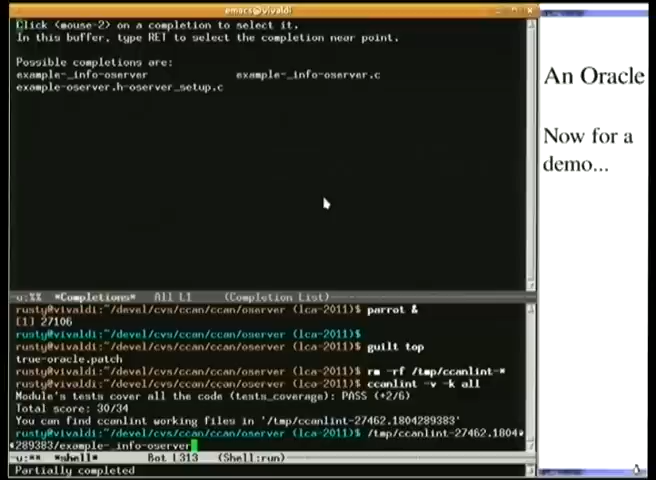 emacs@vivaldi
Click <mouse-2> on a completion to select it.
In this buffer, type RET to select the completion near point.
Possible completions are:
example-_info-oserver example-_info-oserver.c
example-oserver.h-oserver_setup.c
u:%% *Completions* All L1 (Completion List)
rusty@vivaldi:~/devel/cvs/ccan/ccan/oserver (lca-2011)$ parrot &
[1] 27106
rusty@vivaldi:~/devel/cvs/ccan/ccan/oserver (lca-2011)$
rusty@vivaldi:~/devel/cvs/ccan/ccan/oserver (lca-2011)$ guilt top
true-oracle.patch
rusty@vivaldi:~/devel/cvs/ccan/ccan/oserver (lca-2011)$ rm -rf /tmp/ccanlint-*
rusty@vivaldi:~/devel/cvs/ccan/ccan/oserver (lca-2011)$ ccanlint -v -k all
Module's tests cover all the code (tests_coverage): PASS (+2/6)
Total score: 30/34
You can find ccanlint working files in '/tmp/ccanlint-27462.1804289383'
rusty@vivaldi:~/devel/cvs/ccan/ccan/oserver (lca-2011)$ /tmp/ccanlint-27462.1804
289383/example-_info-oserver
u:** *shell* Bot L313 (Shell:run)
Partially completed
An Oracle
Now for a
demo...